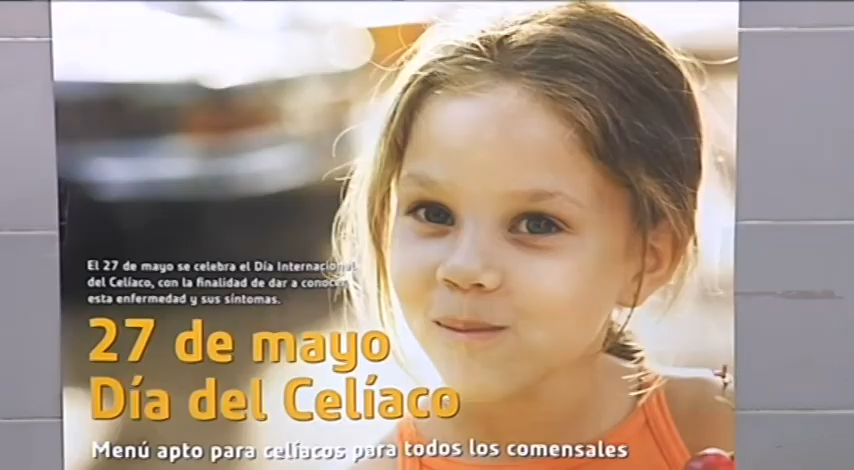 El 27 de mayo se celebra el Día Internacional
del Celíaco, con la finalidad de dar a conocer
esta enfermedad y sus síntomas.
27 de mayo
Día del Celíaco
Menú apto para celíacos para todos los comensales